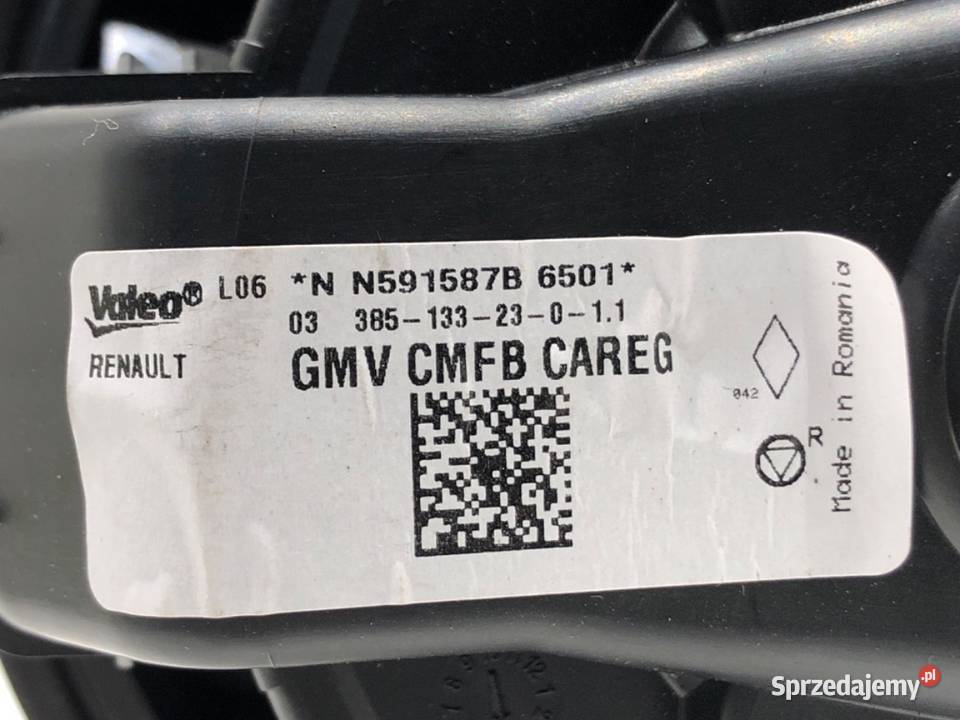 Valeo® L06 *N N591587B 6501*
03 385-133-23-0-1.1
RENAULT GMV CMFB CAREG
042
R
Made in Romania
12
Sprzedajemy.pl